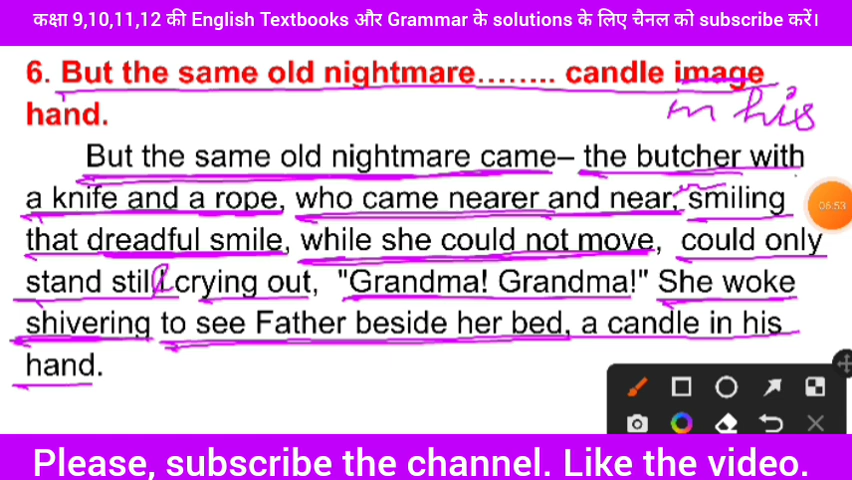 कक्षा 9,10,11,12 की English Textbooks और Grammar के solutions के लिए चैनल को subscribe करें।
6. But the same old nightmare........ candle image
hand.
in his
But the same old nightmare came– the butcher with
a knife and a rope, who came nearer and near, smiling
that dreadful smile, while she could not move, could only
stand still, crying out, "Grandma! Grandma!" She woke
shivering to see Father beside her bed, a candle in his
hand.
06:53
Please, subscribe the channel. Like the video.